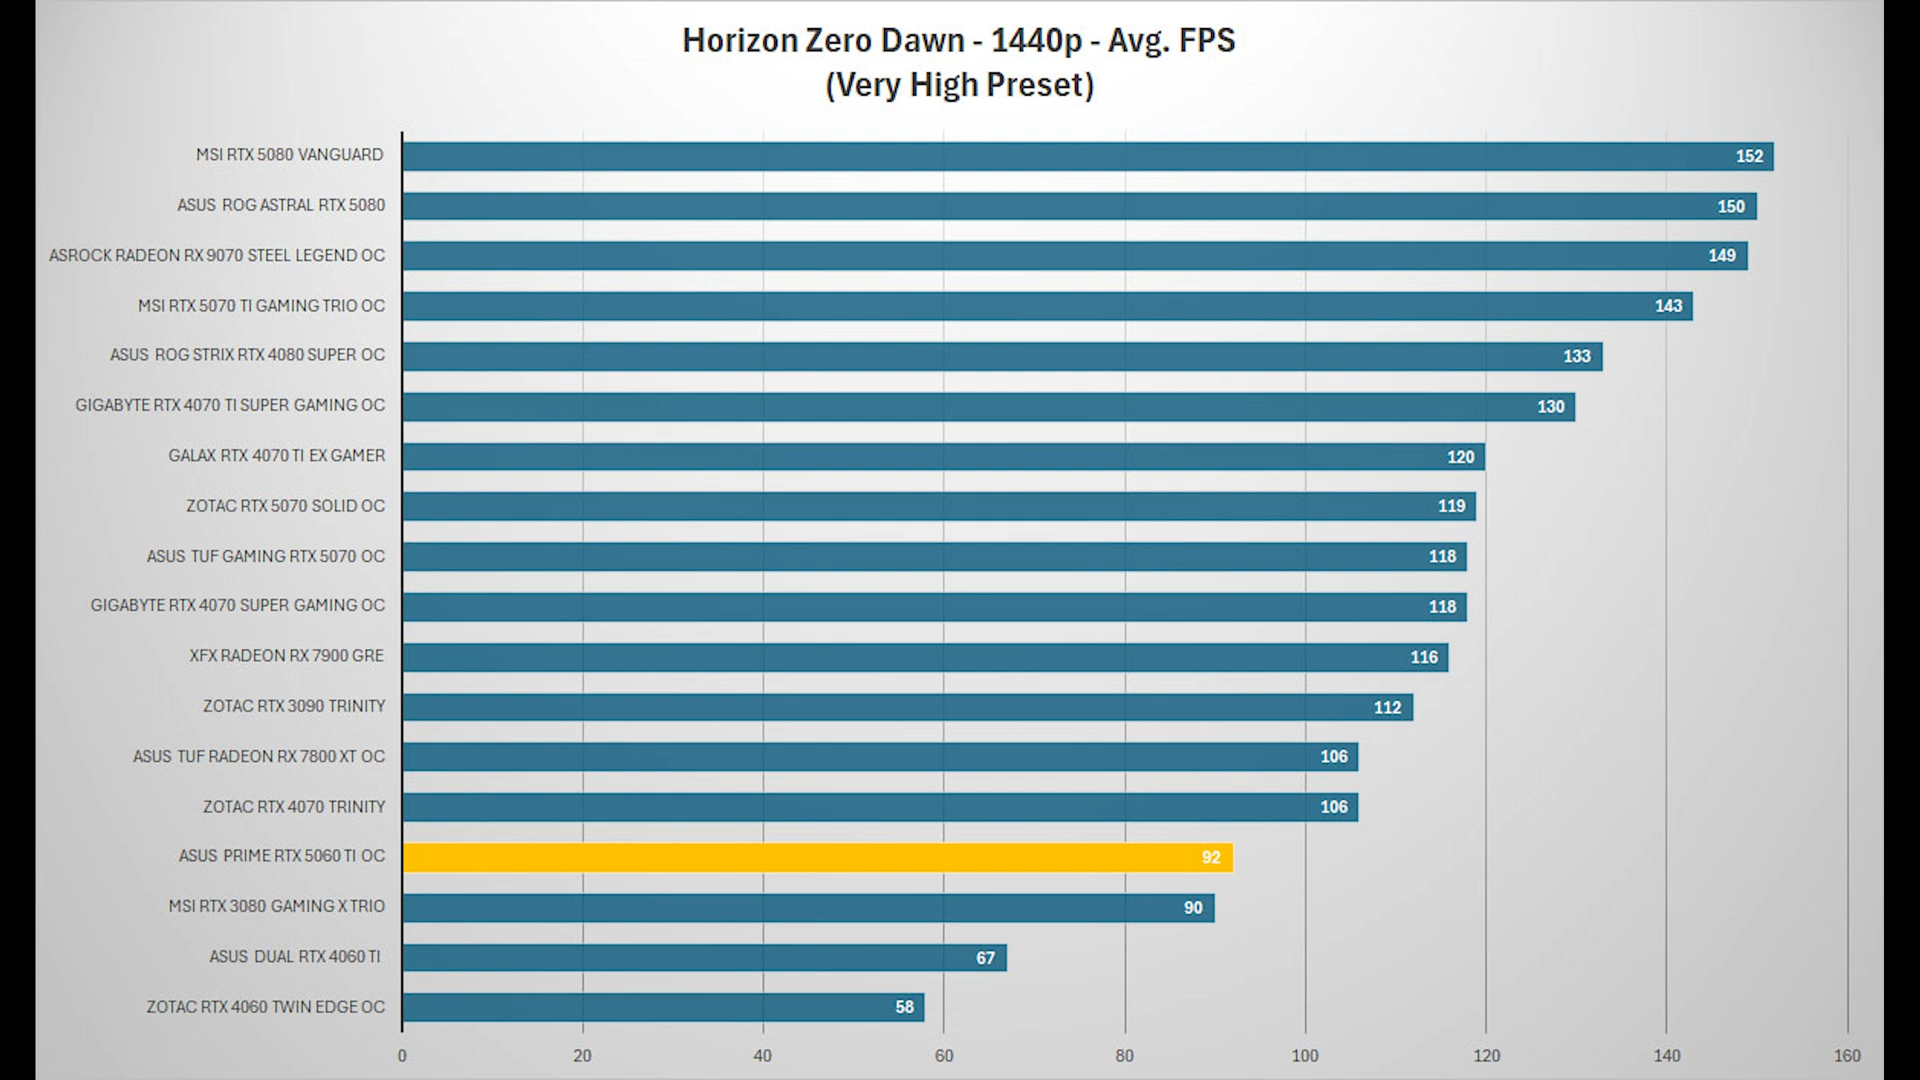 Horizon Zero Dawn - 1440p - Avg. FPS
(Very High Preset)
MSI RTX 5080 VANGUARD 152
ASUS ROG ASTRAL RTX 5080 150
ASROCK RADEON RX 9070 STEEL LEGEND OC 149
MSI RTX 5070 TI GAMING TRIO OC 143
ASUS ROG STRIX RTX 4080 SUPER OC 133
GIGABYTE RTX 4070 TI SUPER GAMING OC 130
GALAX RTX 4070 TI EX GAMER 120
ZOTAC RTX 5070 SOLID OC 119
ASUS TUF GAMING RTX 5070 OC 118
GIGABYTE RTX 4070 SUPER GAMING OC 118
XFX RADEON RX 7900 GRE 116
ZOTAC RTX 3090 TRINITY 112
ASUS TUF RADEON RX 7800 XT OC 106
ZOTAC RTX 4070 TRINITY 106
ASUS PRIME RTX 5060 TI OC 92
MSI RTX 3080 GAMING X TRIO 90
ASUS DUAL RTX 4060 TI 67
ZOTAC RTX 4060 TWIN EDGE OC 58
0 20 40 60 80 100 120 140 160